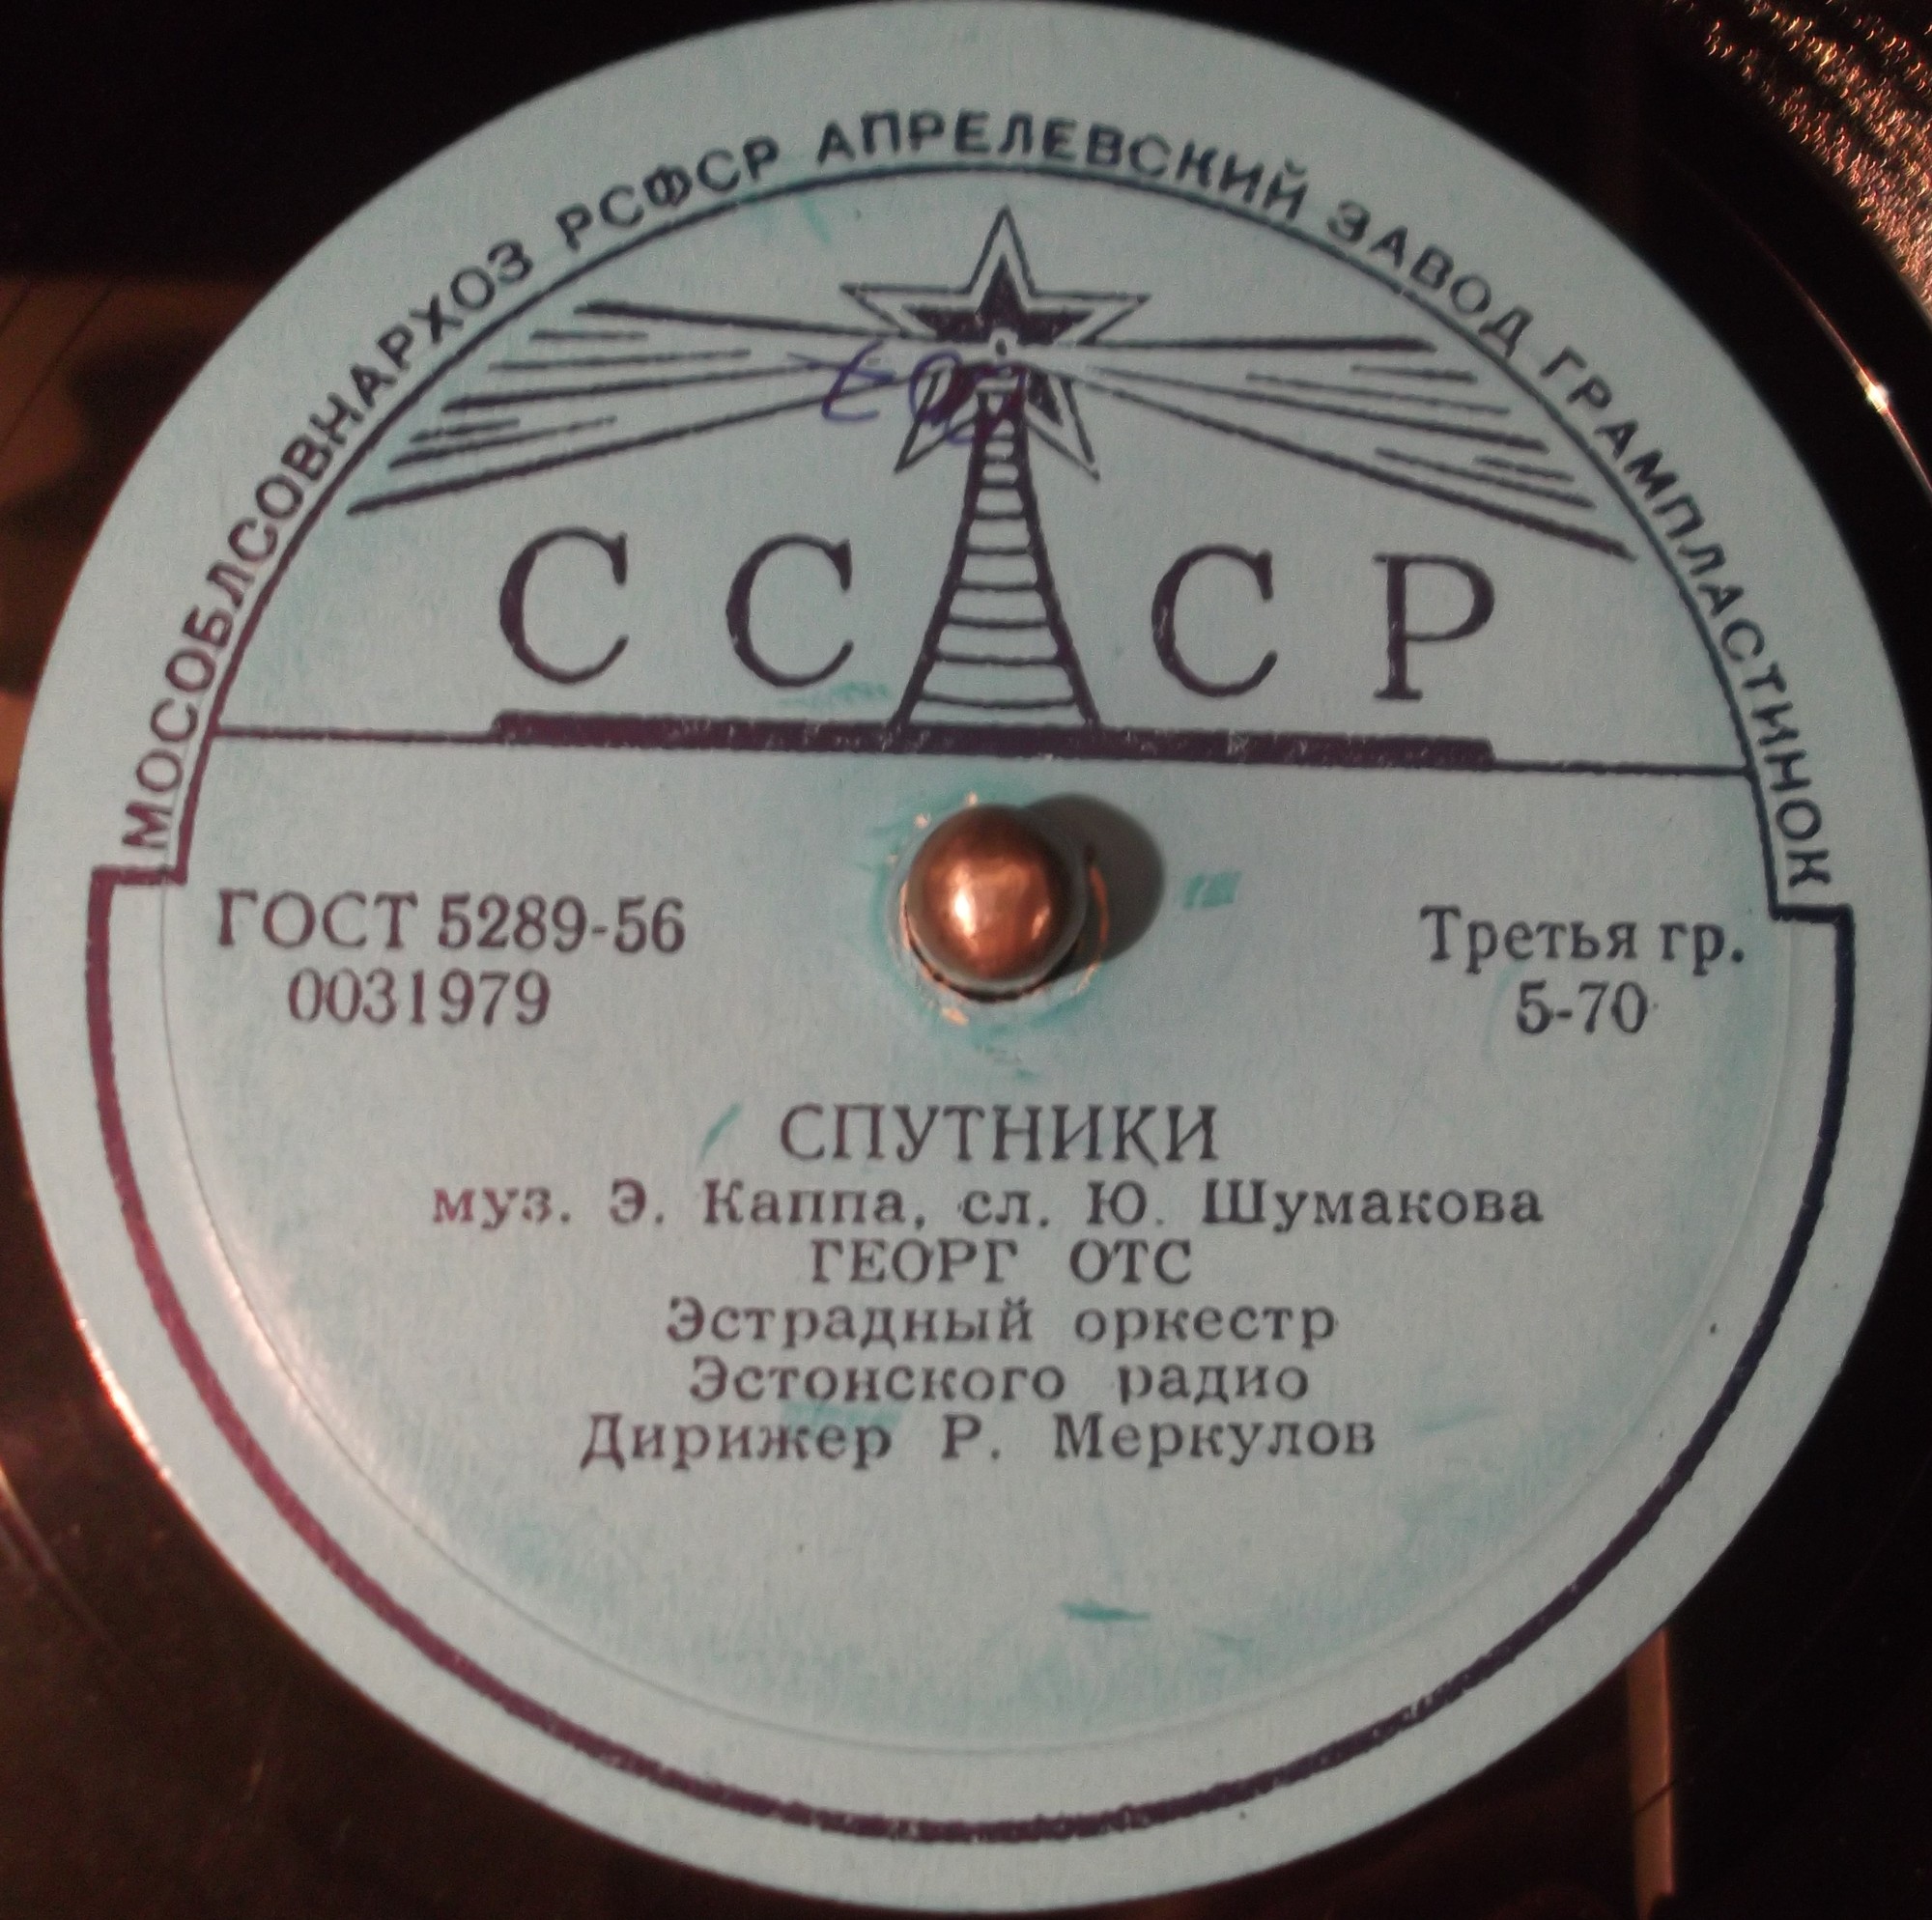 МОСОБЛСОВНАРХОЗ РСФСР АПРЕЛЕВСКИЙ ЗАВОД ГРАМПЛАСТИНОК
СССР
ГОСТ 5289-56
0031979
Третья гр.
5-70
СПУТНИКИ
муз. Э. Каппа, сл. Ю. Шумакова
ГЕОРГ ОТС
Эстрадный оркестр
Эстонского радио
Дирижер Р. Меркулов